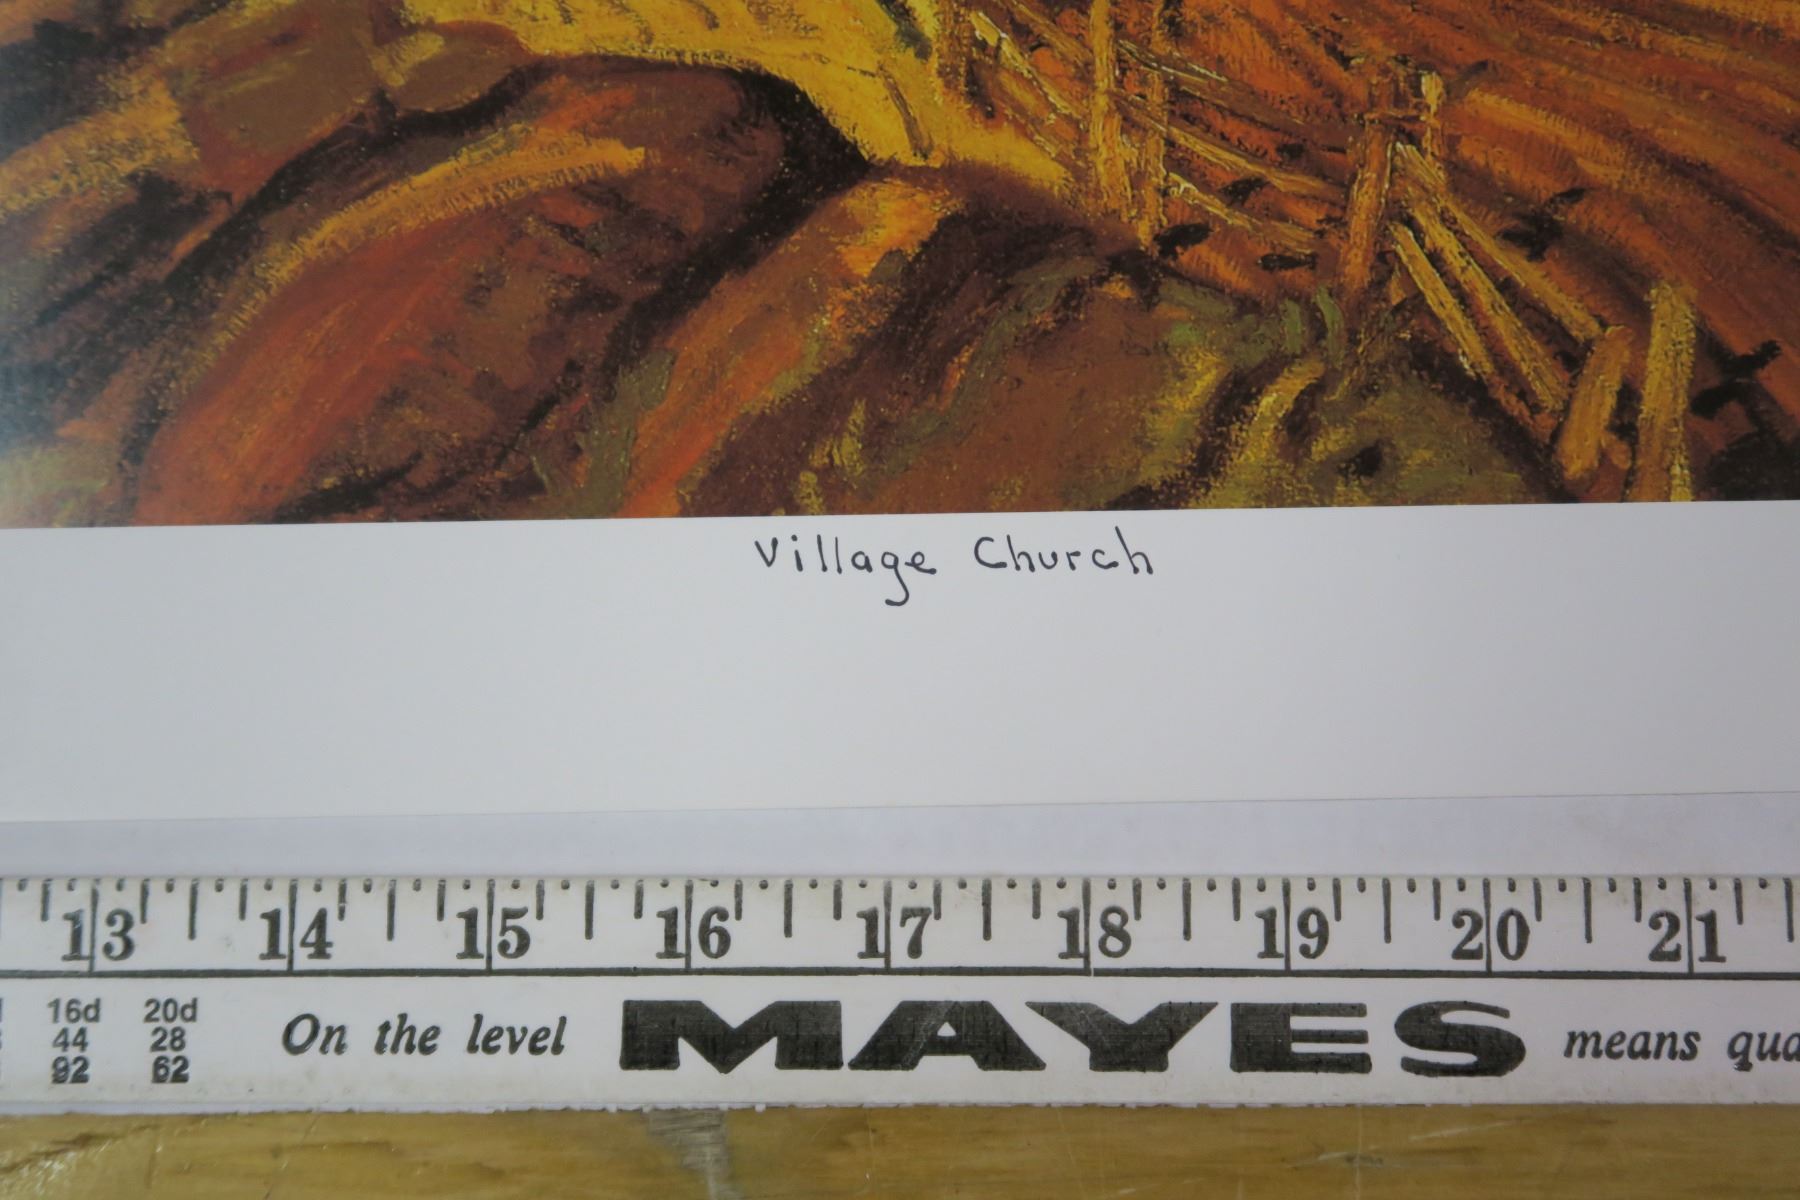 Village Church
13 14 15 16 17 18 19 20 21
16d 20d
44 28
92 62
On the level MAYES means qua